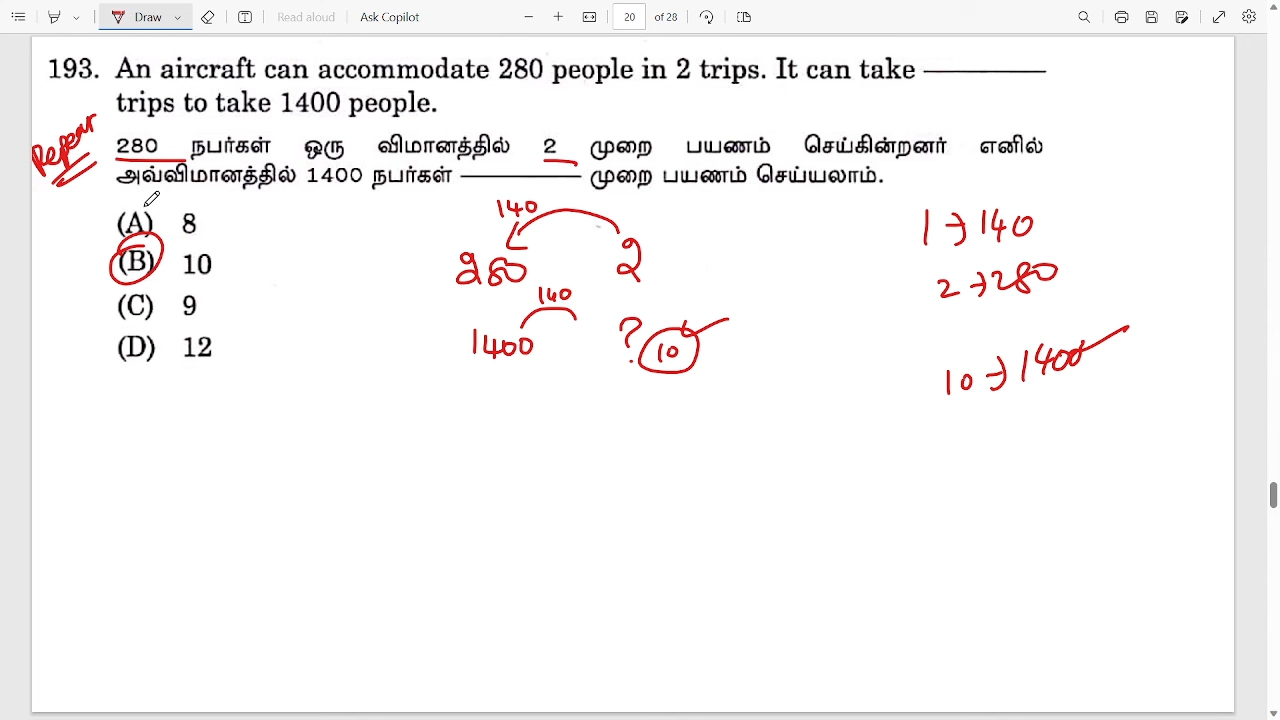 Draw
Read aloud
Ask Copilot
20 of 28
193. An aircraft can accommodate 280 people in 2 trips. It can take ————
trips to take 1400 people.
Repear
280 நபர்கள் ஒரு விமானத்தில் 2 முறை பயணம் செய்கின்றனர் எனில்
அவ்விமானத்தில் 1400 நபர்கள் ———— முறை பயணம் செய்யலாம்.
(A) 8
(B) 10
(C) 9
(D) 12
140
280 2
140
1400 ? 10
1 → 140
2 → 280
10 → 1400